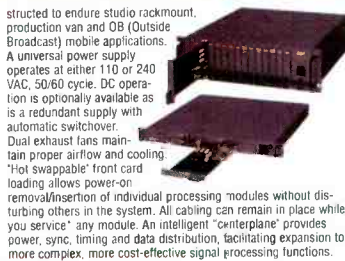 structed to endure studio rackmount,
production van and OB (Outside
Broadcast) mobile applications.
A universal power supply
operates at either 110 or 240
VAC, 50/60 cycle. DC opera-
tion is optionally available as
is a redundant supply with
automatic switchover.
Dual exhaust fans main-
tain proper airflow and cooling.
"Hot swappable" front card
loading allows power-on
removal/insertion of individual processing modules without dis-
turbing others in the system. All cabling can remain in place while
you service" any module. An intelligent "centerplane" provides
power, sync, timing and data distribution, facilitating expansion to
more complex, more cost-effective signal processing functions.